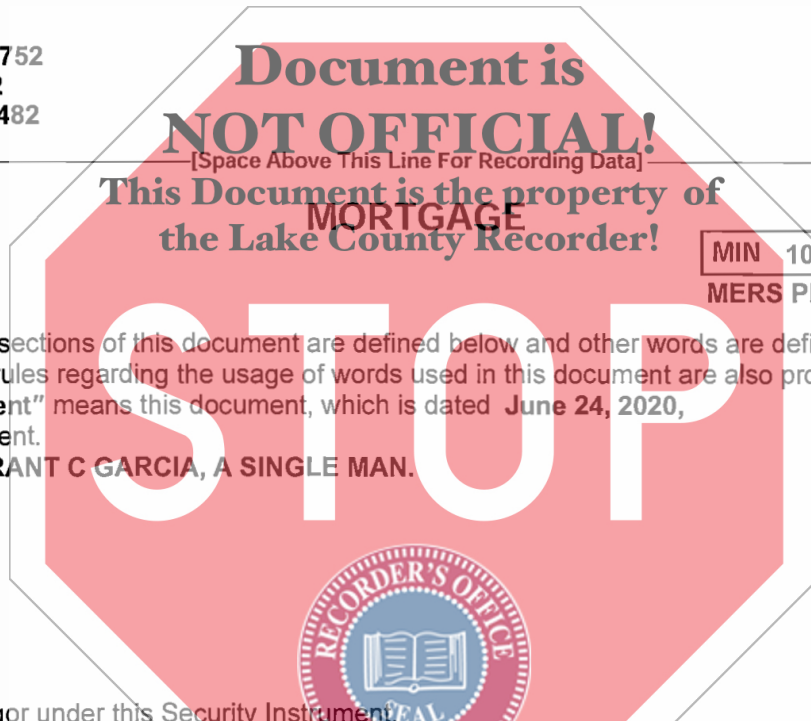 752
2
482
Document is
NOT OFFICIAL!
[Space Above This Line For Recording Data]
This Document is the property of
MORTGAGE
the Lake County Recorder!
MIN 10
MERS P
sections of this document are defined below and other words are defi
ules regarding the usage of words used in this document are also pro
ent" means this document, which is dated June 24, 2020,
ent.
RANT C GARCIA, A SINGLE MAN.
STOP
RECORDER'S OFFICE
SEAL
gor under this Security Instrument.